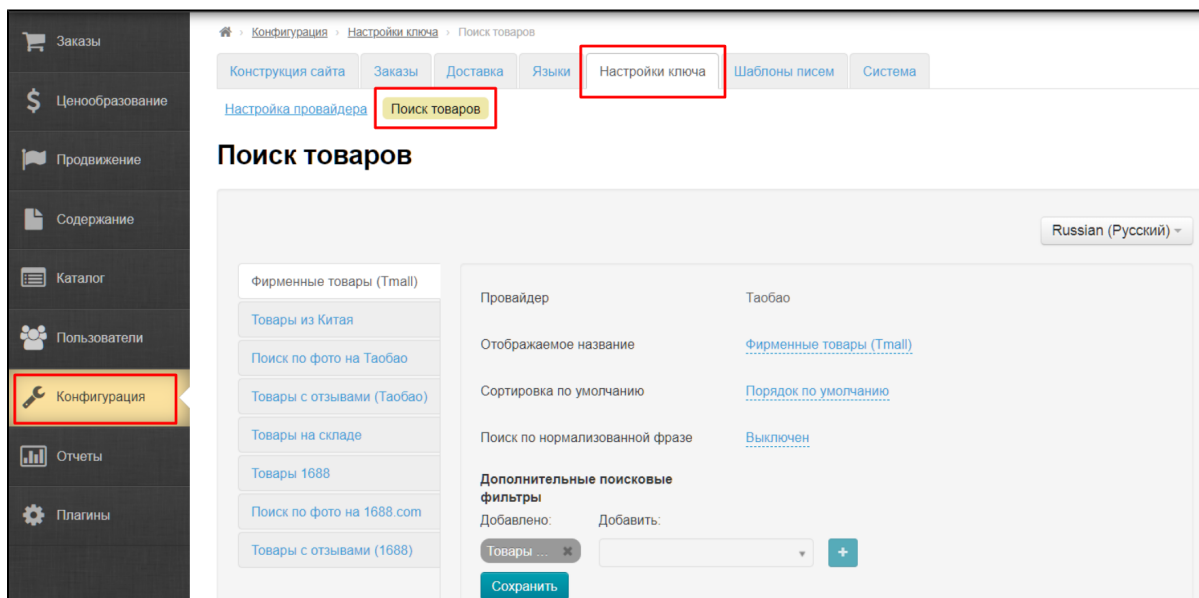 Заказы
Ценообразование
Продвижение
Содержание
Каталог
Пользователи
Конфигурация
Отчеты
Плагины
> Конфигурация > Настройки ключа > Поиск товаров
Конструкция сайта Заказы Доставка Языки Настройки ключа Шаблоны писем Система
Настройка провайдера Поиск товаров
Поиск товаров
Russian (Русский)
Фирменные товары (Tmall)
Товары из Китая
Поиск по фото на Таобао
Товары с отзывами (Таобао)
Товары на складе
Товары 1688
Поиск по фото на 1688.com
Товары с отзывами (1688)
Провайдер Таобао
Отображаемое название Фирменные товары (Tmall)
Сортировка по умолчанию Порядок по умолчанию
Поиск по нормализованной фразе Выключен
Дополнительные поисковые
фильтры
Добавлено: Добавить:
Товары ... ✖ +
Сохранить